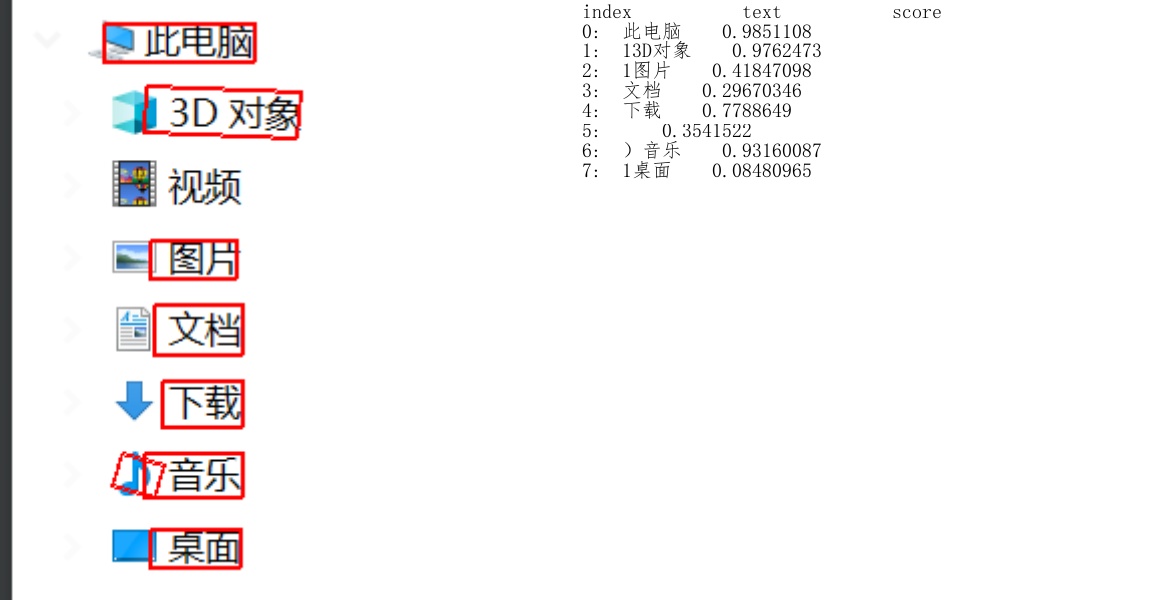 此电脑
3D 对象
视频
图片
文档
下载
音乐
桌面
index text score
0: 此电脑 0.9851108
1: 13D对象 0.9762473
2: 1图片 0.41847098
3: 文档 0.29670346
4: 下载 0.7788649
5: 0.3541522
6: ）音乐 0.93160087
7: 1桌面 0.08480965